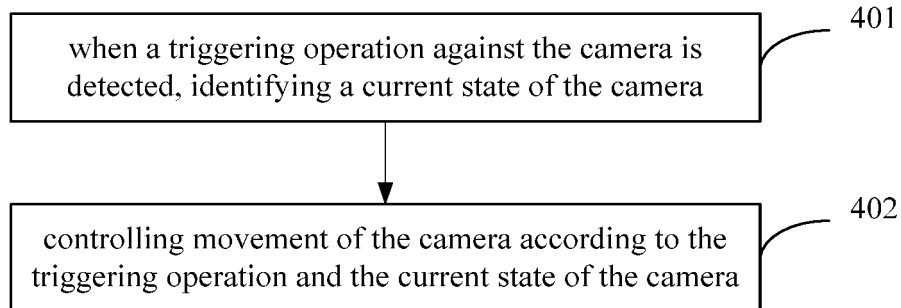 when a triggering operation against the camera is
detected, identifying a current state of the camera
401
controlling movement of the camera according to the
triggering operation and the current state of the camera
402